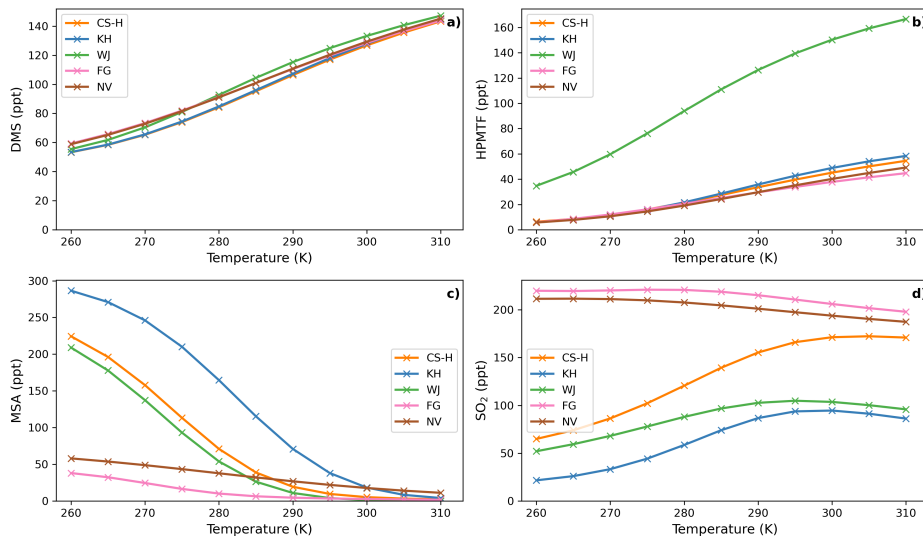 a)
CS-H
KH
WJ
FG
NV
DMS (ppt)
140
120
100
80
60
40
20
0
260 270 280 290 300 310
Temperature (K)
b)
CS-H
KH
WJ
FG
NV
HPMTF (ppt)
160
140
120
100
80
60
40
20
0
260 270 280 290 300 310
Temperature (K)
c)
CS-H
KH
WJ
FG
NV
MSA (ppt)
300
250
200
150
100
50
0
260 270 280 290 300 310
Temperature (K)
d)
CS-H
KH
WJ
FG
NV
SO₂ (ppt)
200
150
100
50
0
260 270 280 290 300 310
Temperature (K)